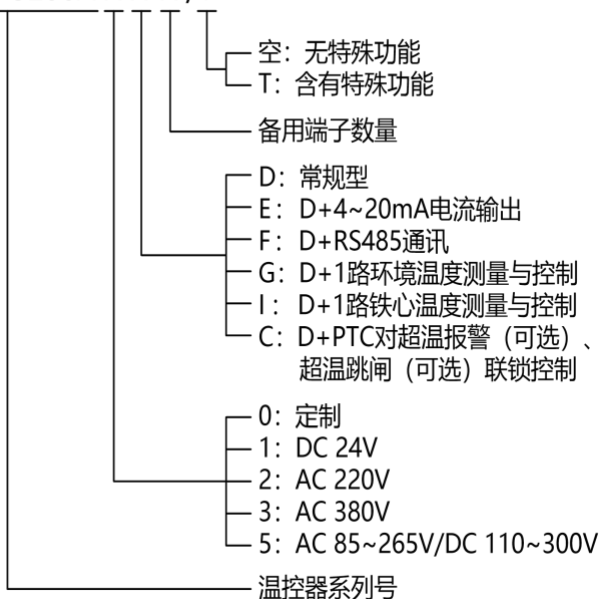 空：无特殊功能
T：含有特殊功能
备用端子数量
D：常规型
E：D+4~20mA电流输出
F：D+RS485通讯
G：D+1路环境温度测量与控制
I：D+1路铁心温度测量与控制
C：D+PTC对超温报警（可选）、
超温跳闸（可选）联锁控制
0：定制
1：DC 24V
2：AC 220V
3：AC 380V
5：AC 85~265V/DC 110~300V
温控器系列号